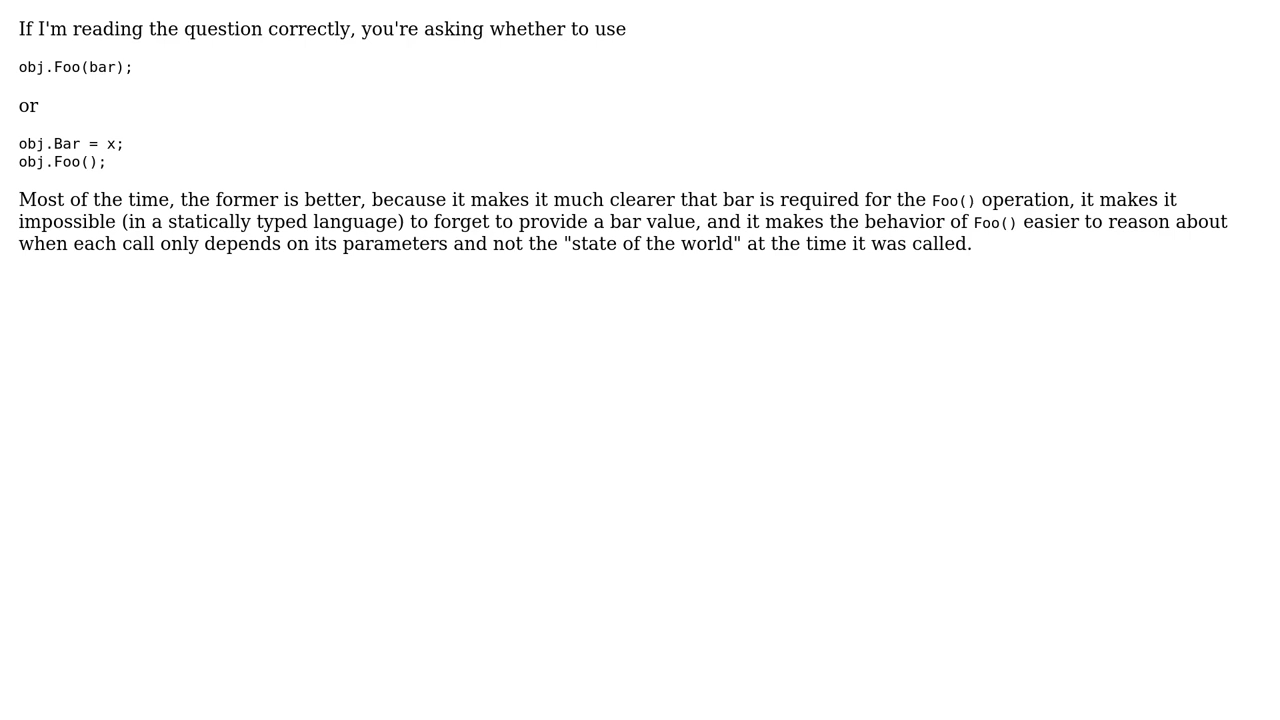 If I'm reading the question correctly, you're asking whether to use
obj.Foo(bar);
or
obj.Bar = x;
obj.Foo();
Most of the time, the former is better, because it makes it much clearer that bar is required for the Foo() operation, it makes it
impossible (in a statically typed language) to forget to provide a bar value, and it makes the behavior of Foo() easier to reason about
when each call only depends on its parameters and not the "state of the world" at the time it was called.